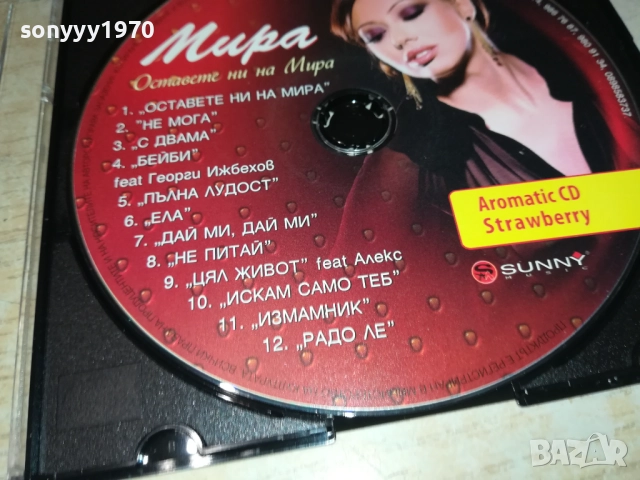 sonyyy1970
Мира
Оставете ни на Мира
1. „ОСТАВЕТЕ НИ НА МИРА"
2. "НЕ МОГА"
3. „С ДВАМА"
4. „БЕЙБИ"
feat Георги Ижбехов
5. „ПЪЛНА ЛУДОСТ"
6. „ЕЛА"
7. „ДАЙ МИ, ДАЙ МИ"
8. „НЕ ПИТАЙ"
9. „ЦЯЛ ЖИВОТ" feat Алекс
10. „ИСКАМ САМО ТЕБ"
11. „ИЗМАМНИК"
12. „РАДО ЛЕ"
Aromatic CD
Strawberry
SUNNY
MUSIC
BAZAR